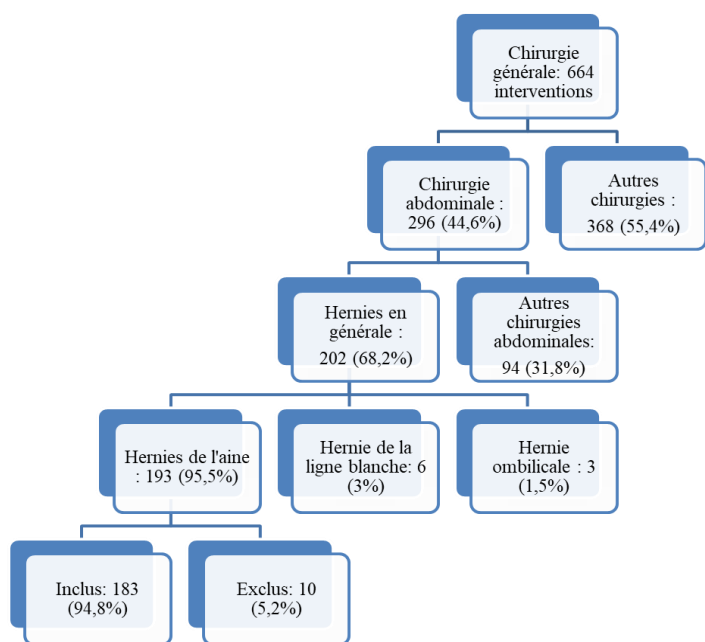 Chirurgie
générale: 664
interventions
Chirurgie
abdominale :
296 (44,6%)
Autres
chirurgies :
368 (55,4%)
Hernies en
générale :
202 (68,2%)
Autres
chirurgies
abdominales:
94 (31,8%)
Hernies de l'aine
: 193 (95,5%)
Hernie de la
ligne blanche: 6
(3%)
Hernie
ombilicale : 3
(1,5%)
Inclus: 183
(94,8%)
Exclus: 10
(5,2%)